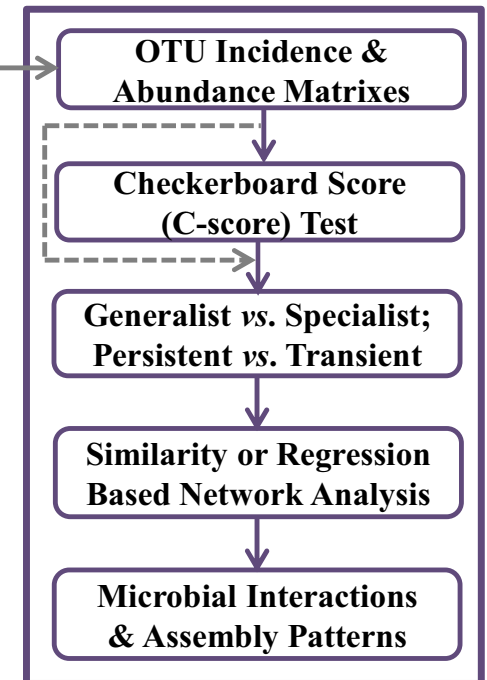 OTU Incidence &
Abundance Matrixes
Checkerboard Score
(C-score) Test
Generalist vs. Specialist;
Persistent vs. Transient
Similarity or Regression
Based Network Analysis
Microbial Interactions
& Assembly Patterns